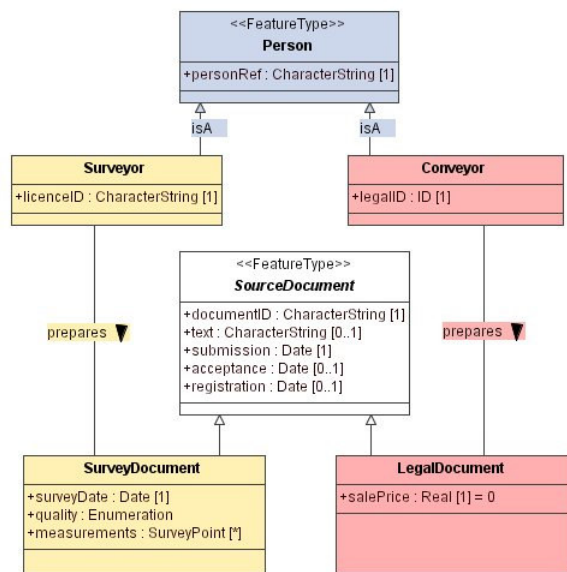 <<FeatureType>>
Person
+personRef : CharacterString [1]
isA
isA
Surveyor
+licenceID : CharacterString [1]
Conveyor
+legalID : ID [1]
<<FeatureType>>
SourceDocument
+documentID : CharacterString [1]
+text : CharacterString [0..1]
+submission : Date [1]
+acceptance : Date [0..1]
+registration : Date [0..1]
prepares
prepares
SurveyDocument
+surveyDate : Date [1]
+quality : Enumeration
+measurements : SurveyPoint [*]
LegalDocument
+salePrice : Real [1] = 0